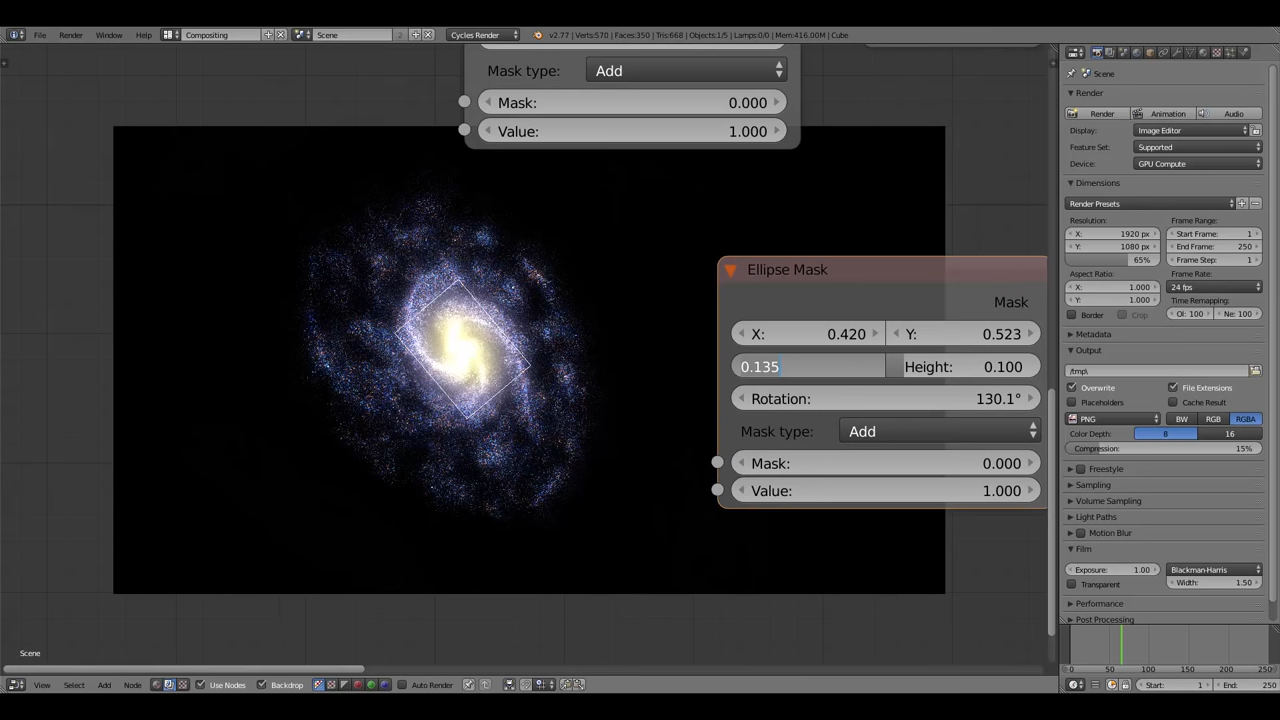 File Render Window Help Compositing Scene 2 Cycles Render v2.77 | Verts:570 | Faces:350 | Tris:668 | Objects:1/5 | Lamps:0/0 | Mem:416.00M | Cube
Mask type: Add
Mask: 0.000
Value: 1.000
Ellipse Mask
Mask
X: 0.420 Y: 0.523
0.135 Height: 0.100
Rotation: 130.1°
Mask type: Add
Mask: 0.000
Value: 1.000
Scene
View Select Add Node Use Nodes Backdrop Auto Render
Scene
Render
Render Animation Audio
Display: Image Editor
Feature Set: Supported
Device: GPU Compute
Dimensions
Render Presets
Resolution: Frame Range:
X: 1920 px Start Frame: 1
Y: 1080 px End Frame: 250
65% Frame Step: 1
Aspect Ratio: Frame Rate:
X: 1.000 24 fps
Y: 1.000 Time Remapping:
Border Crop Ol: 100 Ne: 100
Metadata
Output
/tmp\
Overwrite File Extensions
Placeholders Cache Result
PNG BW RGB RGBA
Color Depth: 8 16
Compression: 15%
Freestyle
Sampling
Volume Sampling
Light Paths
Motion Blur
Film
Exposure: 1.00 Blackman-Harris
Transparent Width: 1.50
Performance
Post Processing
0 50 100 150 200 250
Start: 1 End: 250